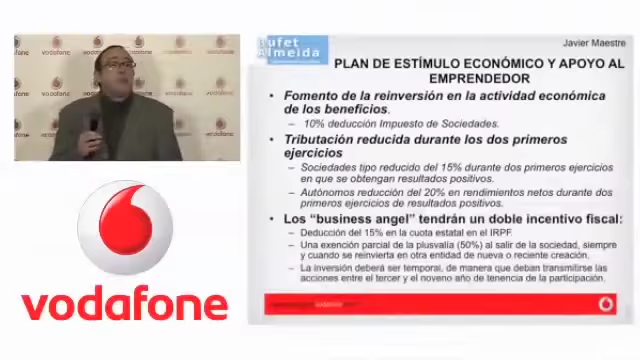 vodafone
vodafone
Bufet
Almeida
Javier Maestre
PLAN DE ESTÍMULO ECONÓMICO Y APOYO AL
EMPRENDEDOR
• Fomento de la reinversión en la actividad económica
de los beneficios.
– 10% deducción Impuesto de Sociedades.
• Tributación reducida durante los dos primeros
ejercicios
– Sociedades tipo reducido del 15% durante dos primeros ejercicios
en que se obtengan resultados positivos.
– Autónomos reducción del 20% en rendimientos netos durante dos
primeros ejercicios de resultados positivos.
• Los “business angel” tendrán un doble incentivo fiscal:
– Deducción del 15% en la cuota estatal en el IRPF.
– Una exención parcial de la plusvalía (50%) al salir de la sociedad, siempre
y cuando se reinvierta en otra entidad de nueva o reciente creación.
– La inversión deberá ser temporal, de manera que deban transmitirse las
acciones entre el tercer y el noveno año de tenencia de la participación.
vodafone